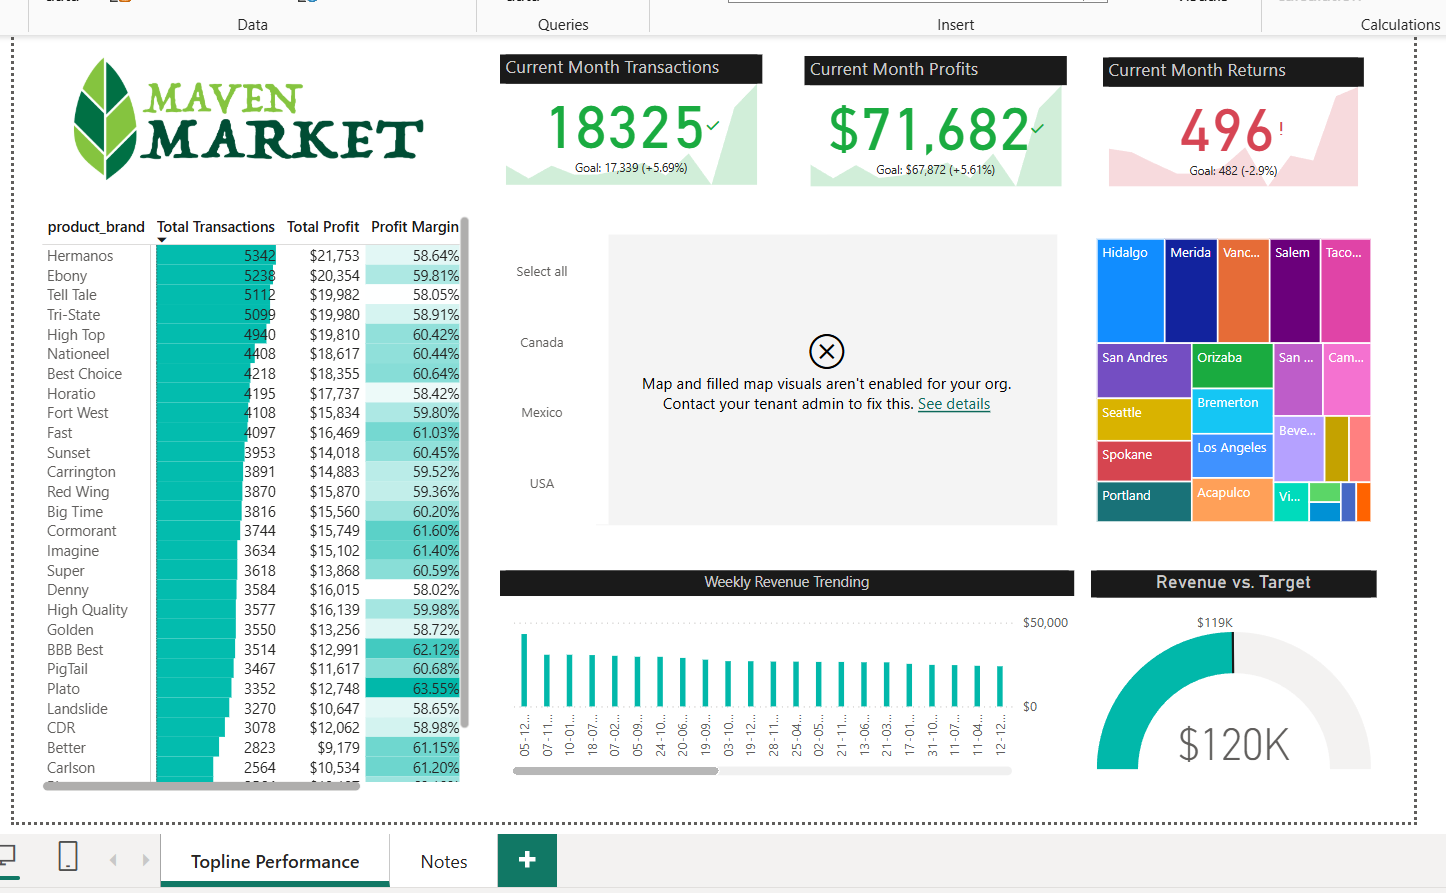 Data
Queries
Insert
Calculations
MAVEN
MARKET
Current Month Transactions
18325
Goal: 17,339 (+5.69%)
Current Month Profits
$71,682
Goal: $67,872 (+5.61%)
Current Month Returns
496!
Goal: 482 (-2.9%)
product_brand Total Transactions Total Profit Profit Margin
Hermanos 5342 $21,753 58.64%
Ebony 5238 $20,354 59.81%
Tell Tale 5112 $19,982 58.05%
Tri-State 5099 $19,980 58.91%
High Top 4940 $19,810 60.42%
Nationeel 4408 $18,617 60.44%
Best Choice 4218 $18,355 60.64%
Horatio 4195 $17,737 58.42%
Fort West 4108 $15,834 59.80%
Fast 4097 $16,469 61.03%
Sunset 3953 $14,018 60.45%
Carrington 3891 $14,883 59.52%
Red Wing 3870 $15,870 59.36%
Big Time 3816 $15,560 60.20%
Cormorant 3744 $15,749 61.60%
Imagine 3634 $15,102 61.40%
Super 3618 $13,868 60.59%
Denny 3584 $16,015 58.02%
High Quality 3577 $16,139 59.98%
Golden 3550 $13,256 58.72%
BBB Best 3514 $12,991 62.12%
PigTail 3467 $11,617 60.68%
Plato 3352 $12,748 63.55%
Landslide 3270 $10,647 58.65%
CDR 3078 $12,062 58.98%
Better 2823 $9,179 61.15%
Carlson 2564 $10,534 61.20%
Select all
Canada
Mexico
USA
Map and filled map visuals aren't enabled for your org.
Contact your tenant admin to fix this. See details
Hidalgo
Merida
Vanc...
Salem
Taco...
San Andres
Orizaba
San ...
Cam...
Seattle
Bremerton
Beve...
Spokane
Los Angeles
Portland
Acapulco
Vi...
Weekly Revenue Trending
$50,000
$0
05-12...
07-11...
10-01...
18-07...
07-02...
05-09...
24-10...
20-06...
19-09...
03-10...
19-12...
28-11...
25-04...
02-05...
21-11...
13-06...
21-03...
17-01...
31-10...
11-07...
11-04...
12-12...
Revenue vs. Target
$119K
$120K
Topline Performance
Notes
+